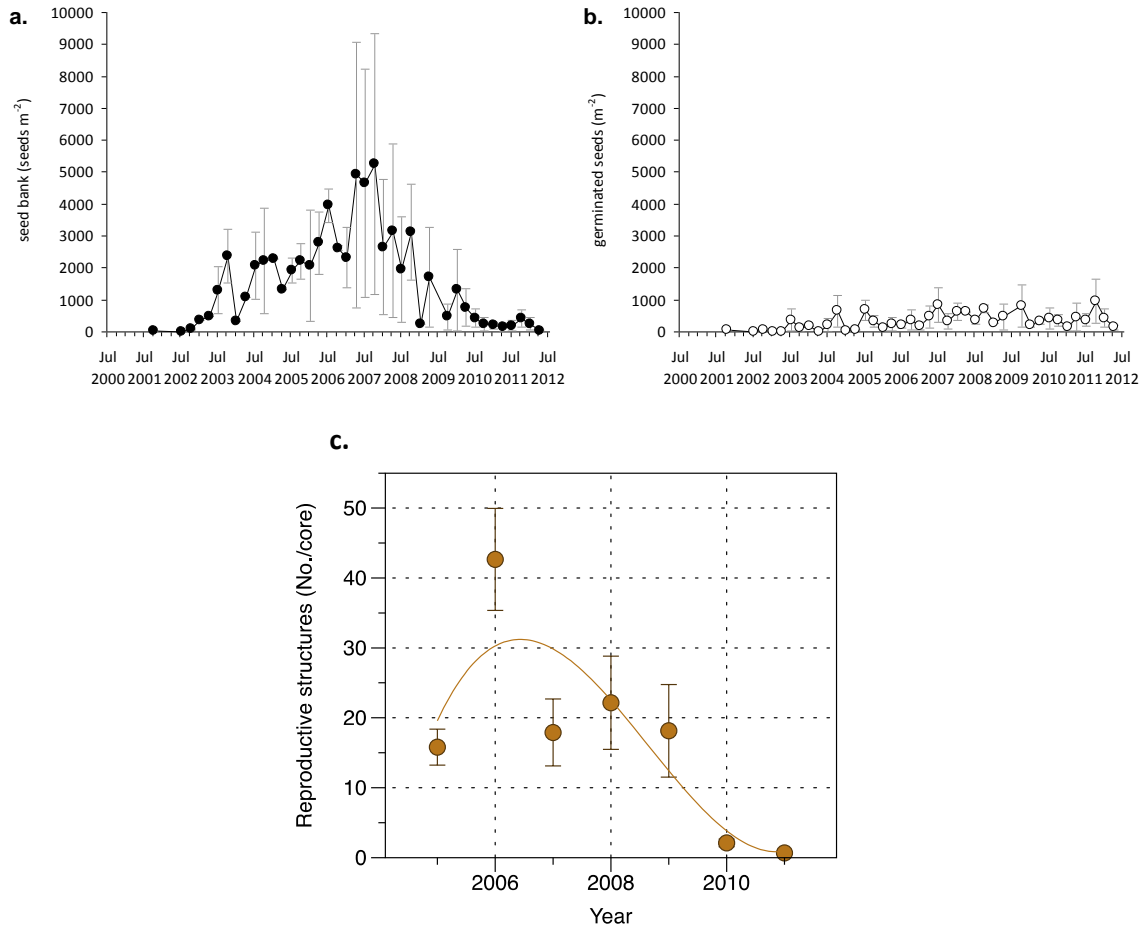 a.
seed bank (seeds m⁻²)
10000
9000
8000
7000
6000
5000
4000
3000
2000
1000
0
Jul Jul Jul Jul Jul Jul Jul Jul Jul Jul Jul Jul Jul
2000 2001 2002 2003 2004 2005 2006 2007 2008 2009 2010 2011 2012
b.
germinated seeds (m⁻²)
10000
9000
8000
7000
6000
5000
4000
3000
2000
1000
0
Jul Jul Jul Jul Jul Jul Jul Jul Jul Jul Jul Jul Jul
2000 2001 2002 2003 2004 2005 2006 2007 2008 2009 2010 2011 2012
c.
Reproductive structures (No./core)
50
40
30
20
10
0
2006 2008 2010
Year